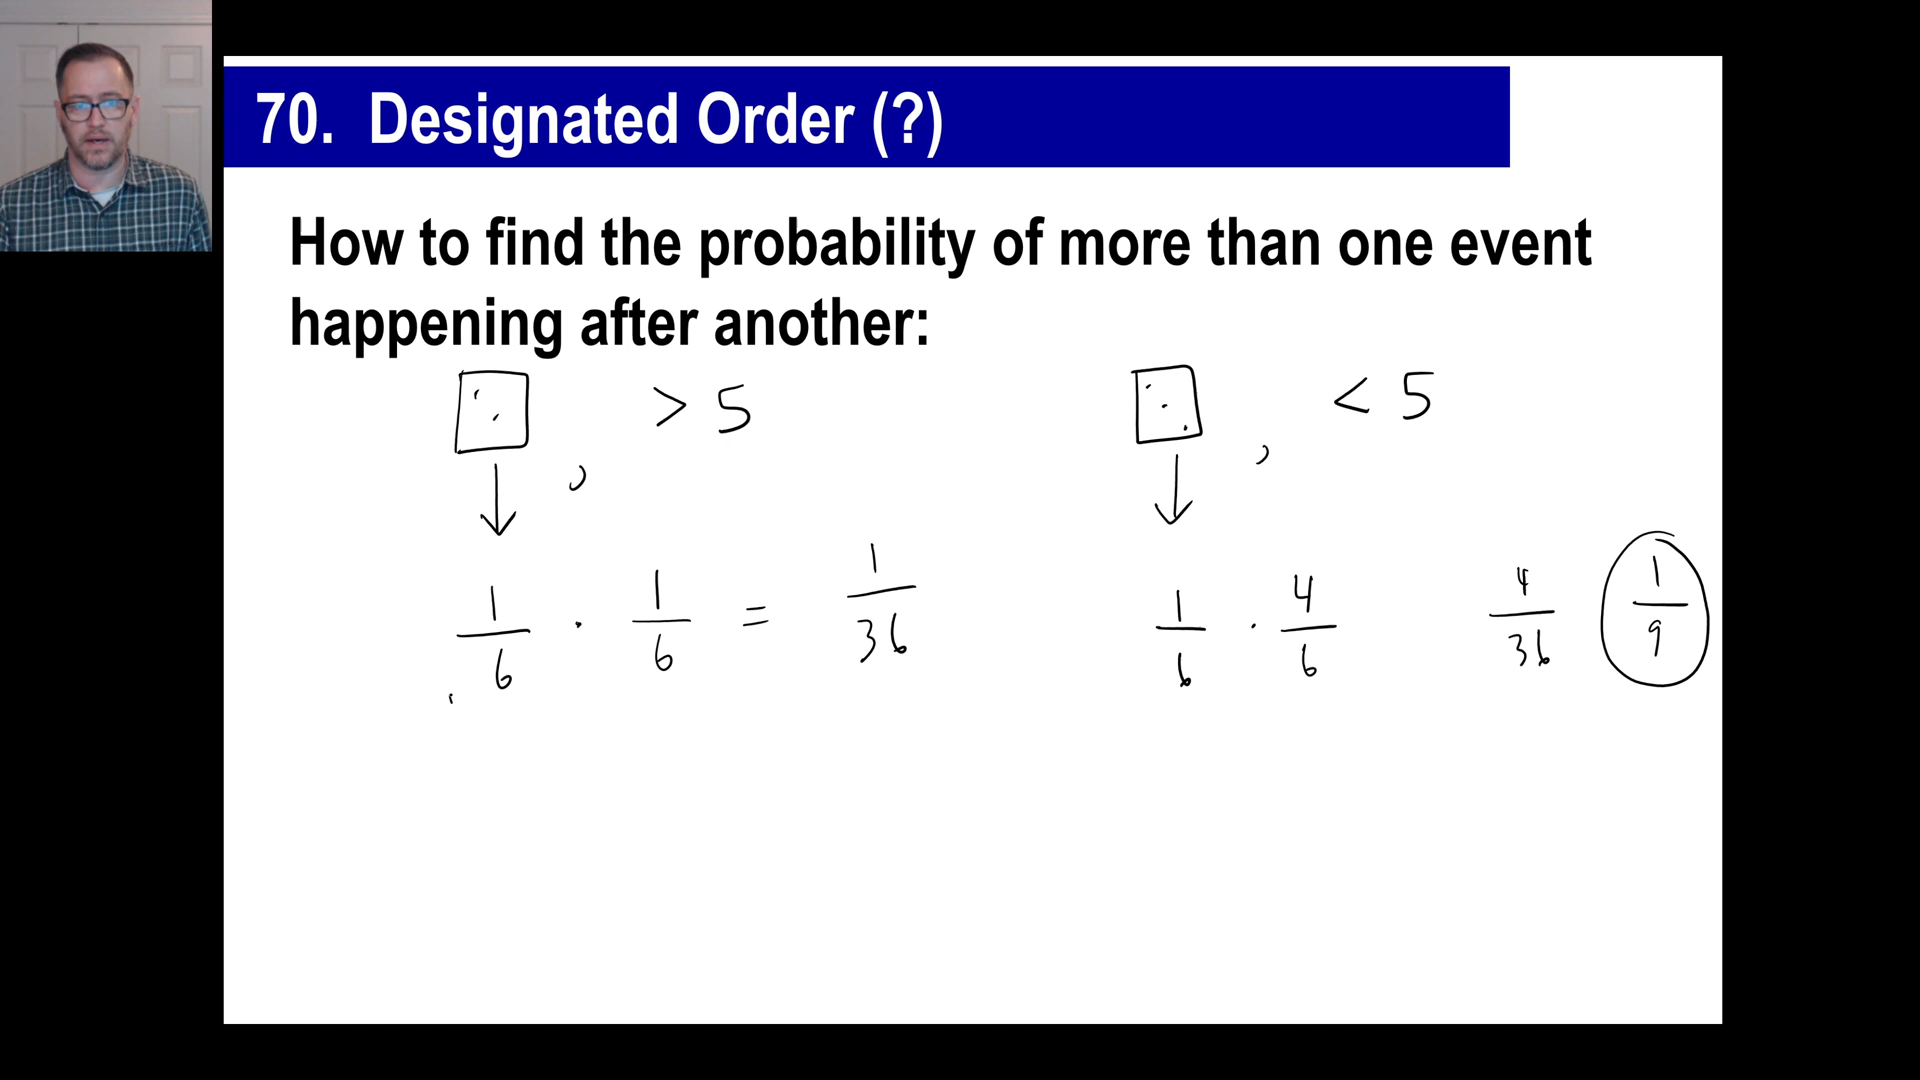 70. Designated Order (?)
How to find the probability of more than one event
happening after another:
> 5
,
1/6 · 1/6 = 1/36
< 5
,
1/6 · 4/6 4/36 1/9